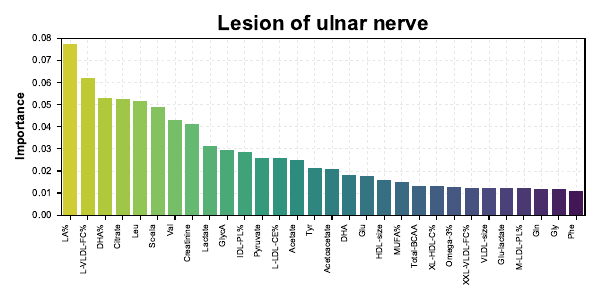 Lesion of ulnar nerve
Importance
0.08
0.07
0.06
0.05
0.04
0.03
0.02
0.01
0.00
LA%
L-VLDL-FC%
DHA%
Citrate
Leu
Val
Creatinine
Lactate
GlycA
IDL-PL%
Pyruvate
L-LDL-CE%
Acetate
Tyr
Acetoacetate
DHA
Glu
HDL-size
MUFA%
Total-BCAA
XL-HDL-C%
Omega-3%
XXL-VLDL-FC%
VLDL-size
Glu-lactate
M-LDL-PL%
Gln
Gly
Phe